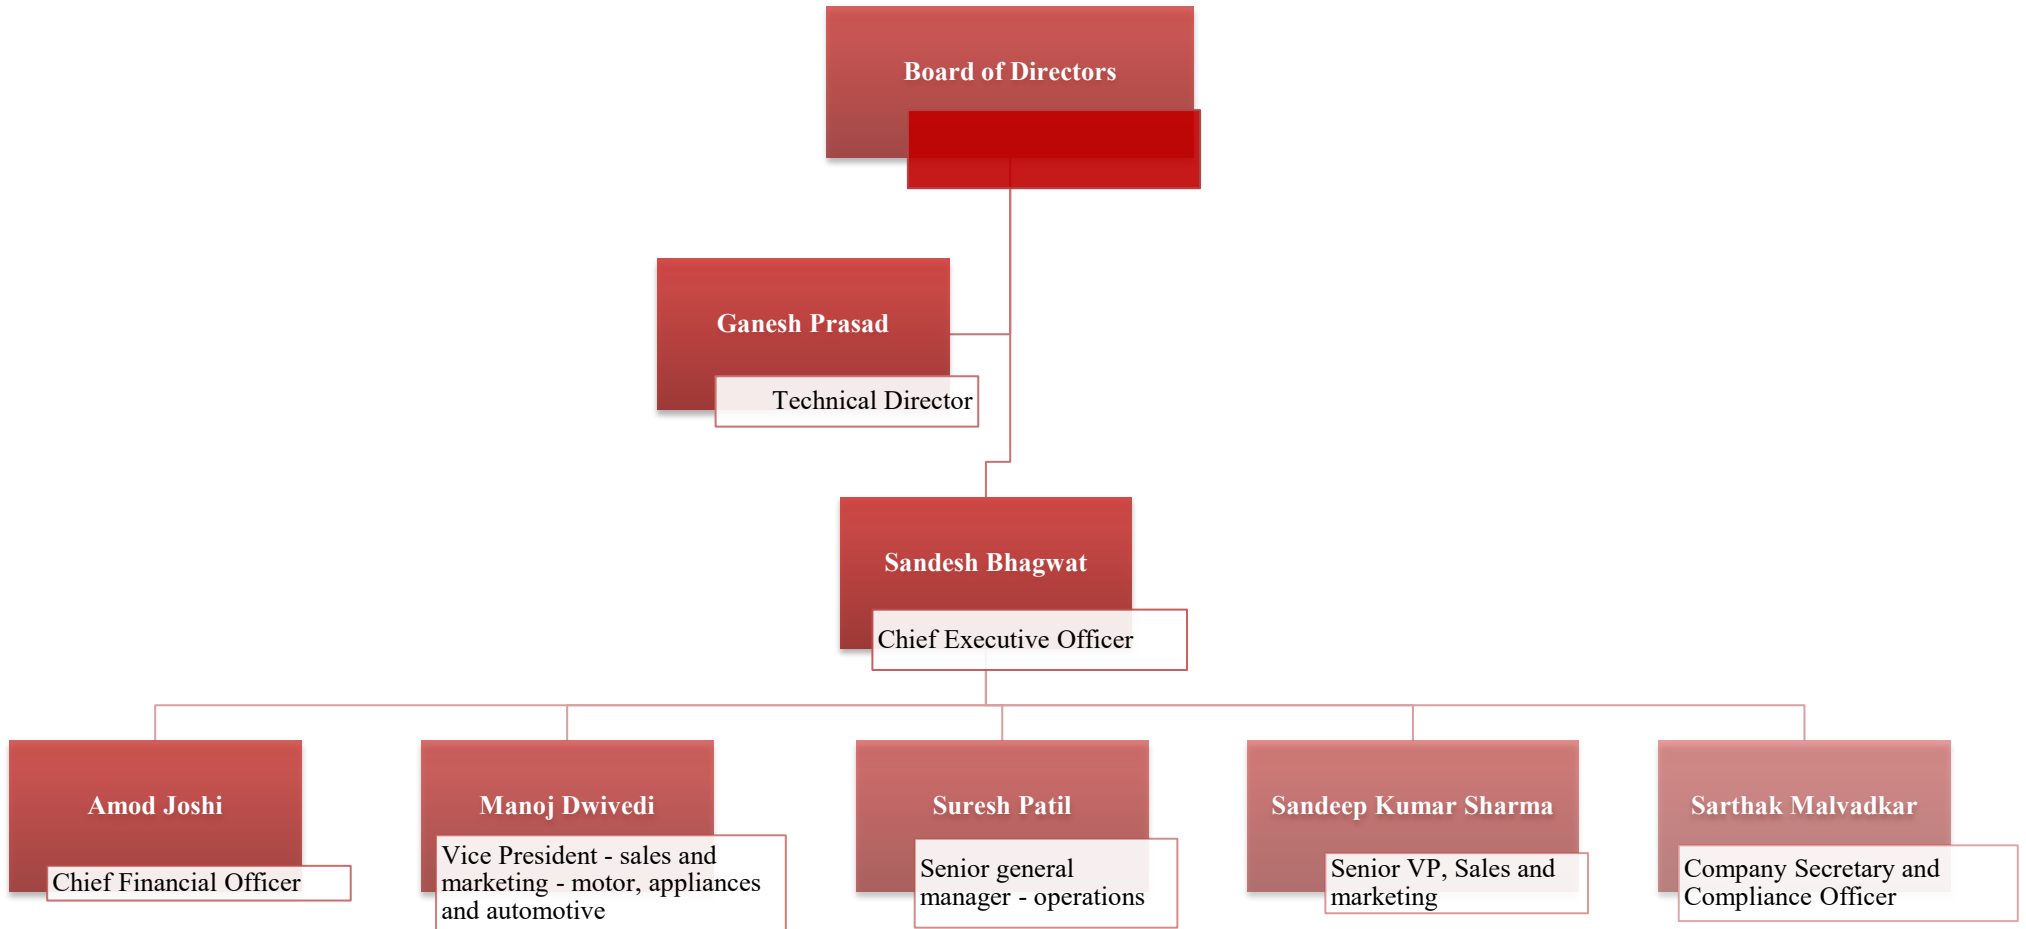 Board of Directors
Ganesh Prasad
Technical Director
Sandesh Bhagwat
Chief Executive Officer
Amod Joshi
Chief Financial Officer
Manoj Dwivedi
Vice President - sales and
marketing - motor, appliances
and automotive
Suresh Patil
Senior general
manager - operations
Sandeep Kumar Sharma
Senior VP, Sales and
marketing
Sarthak Malvadkar
Company Secretary and
Compliance Officer